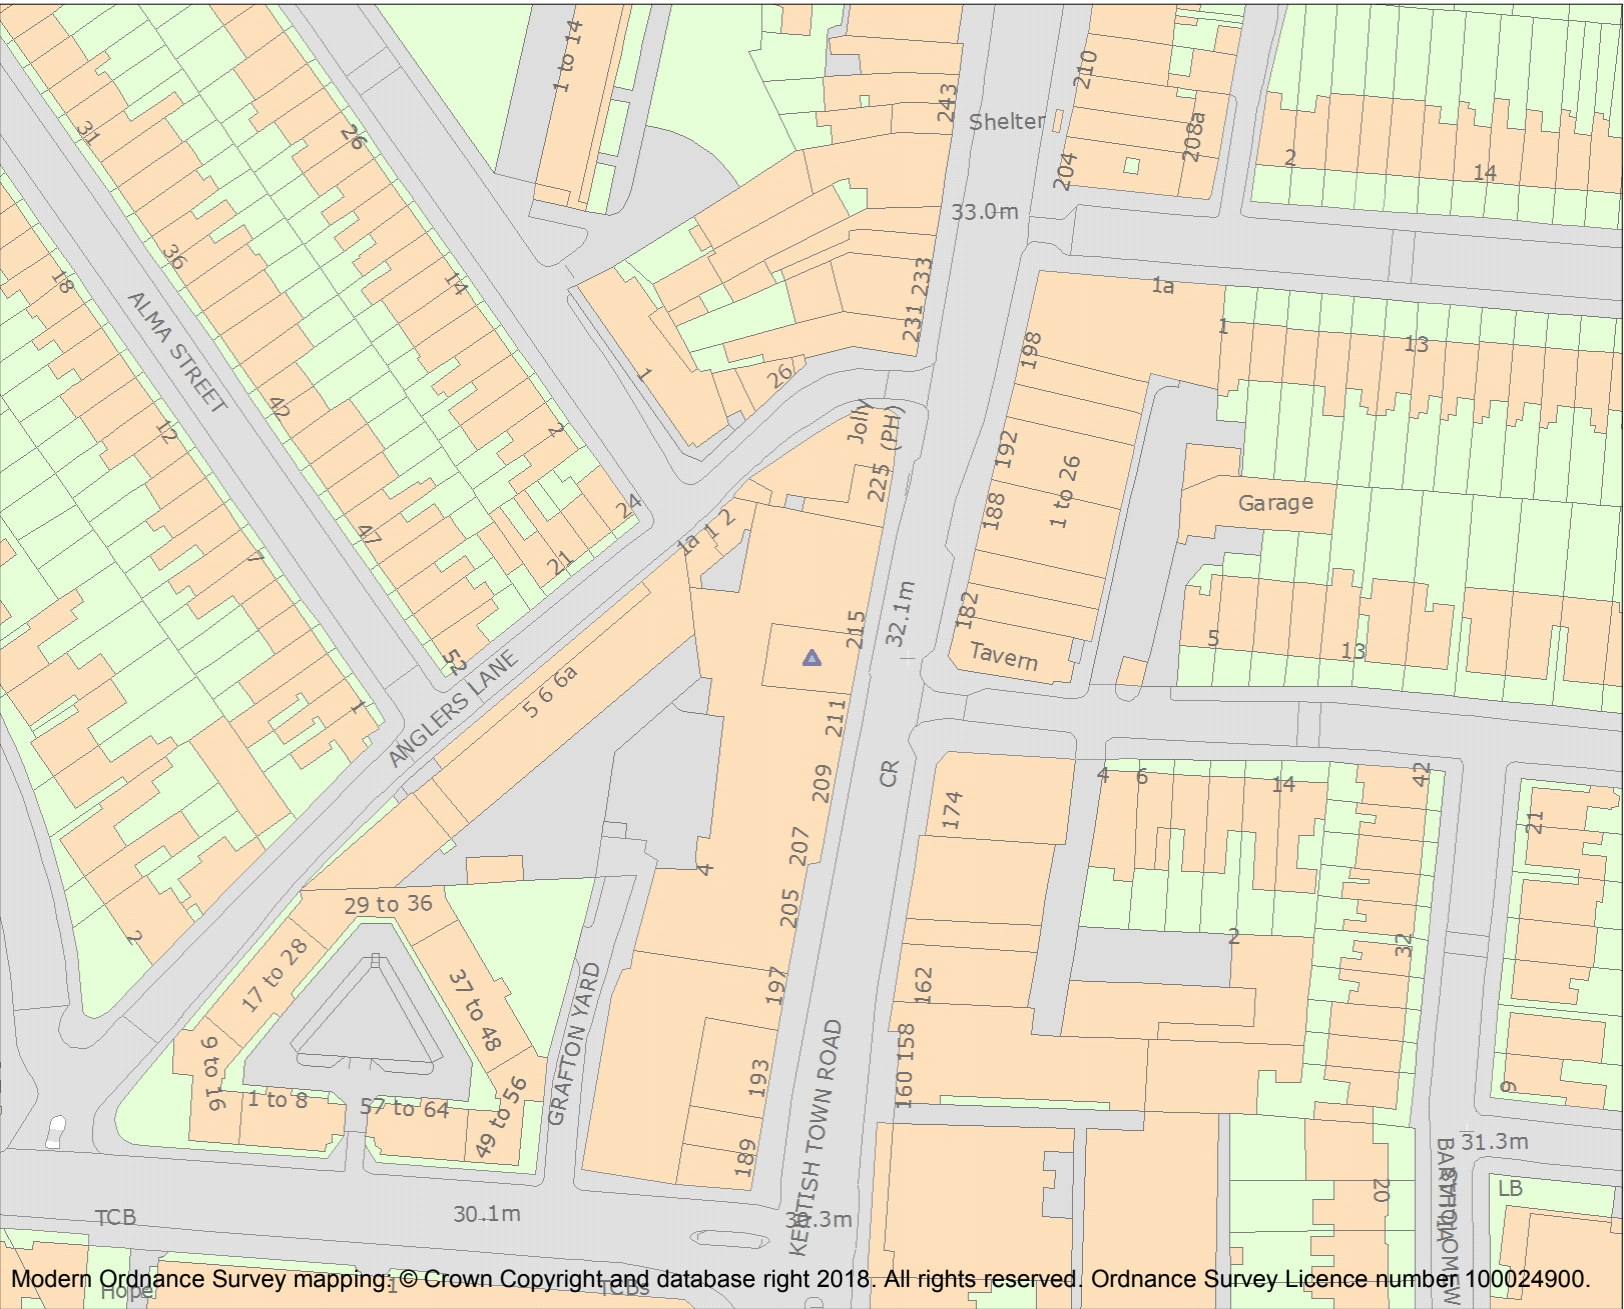 1 to 14
210
243
Shelter
31
26
208a
2
14
204
33.0m
36
18
14
ALMA STREET
233
231
1a
1
13
198
1
26
42
12
2
Jolly
225 (PH)
192
188
1 to 26
Garage
24
47
7
21
1a 1 2
32.1m
215
182
Tavern
5
13
52
ANGLERS LANE
5 6 6a
1
211
209
CR
4
6
14
42
174
21
207
4
205
29 to 36
2
2
32
17 to 28
37 to 48
197
162
GRAFTON YARD
9 to 16
1 to 8
57 to 64
49 to 56
193
160 158
9
KENTISH TOWN ROAD
189
31.3m
20
LB
TCB
30.1m
30.3m
Modern Ordnance Survey mapping: © Crown Copyright and database right 2018. All rights reserved. Ordnance Survey Licence number 100024900.
Hope
1
TCBs